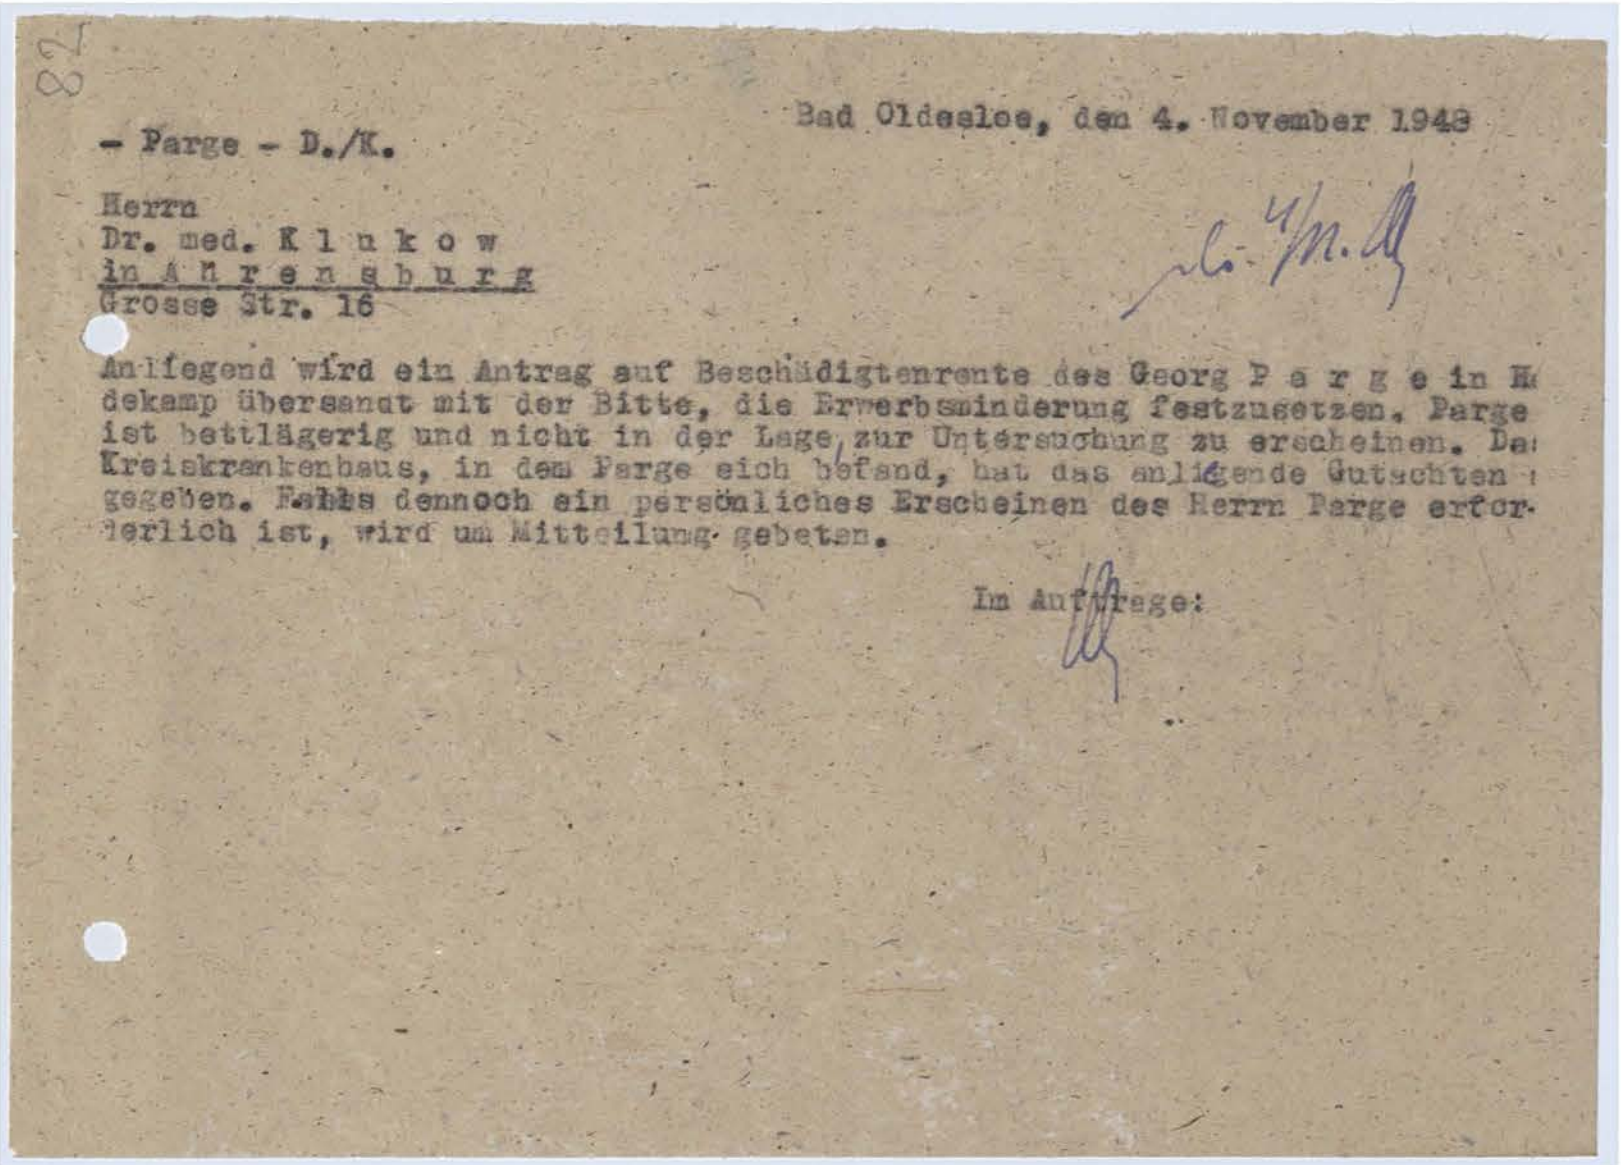 82
Bad Oldesloe, den 4. November 1948
- Parge - D./K.
Herrn
Dr. med. K l u k o w
in A h r e n s b u r g
Grosse Str. 16
Anliegend wird ein Antrag auf Beschädigtenrente des Georg P a r g e in
dekamp übersandt mit der Bitte, die Erwerbsminderung festzusetzen. Parge
ist bettlägerig und nicht in der Lage, zur Untersuchung zu erscheinen. Da
Kreiskrankenhaus, in dem Parge sich befand, hat das anligende Gutachten
gegeben. Falls dennoch ein persönliches Erscheinen des Herrn Parge erfor-
derlich ist, wird um Mitteilung gebeten.
Im Auftrage: